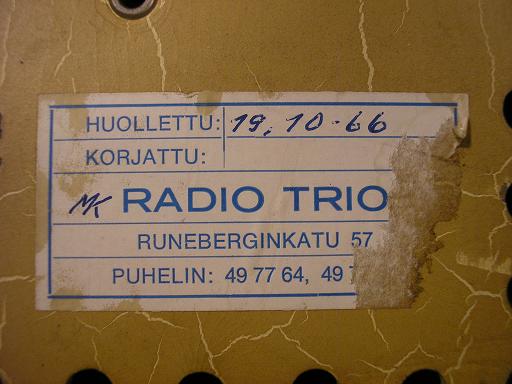 HUOLLETTU: 19.10-66
KORJATTU:
MK RADIO TRIO
RUNEBERGINKATU 57
PUHELIN: 49 77 64, 49